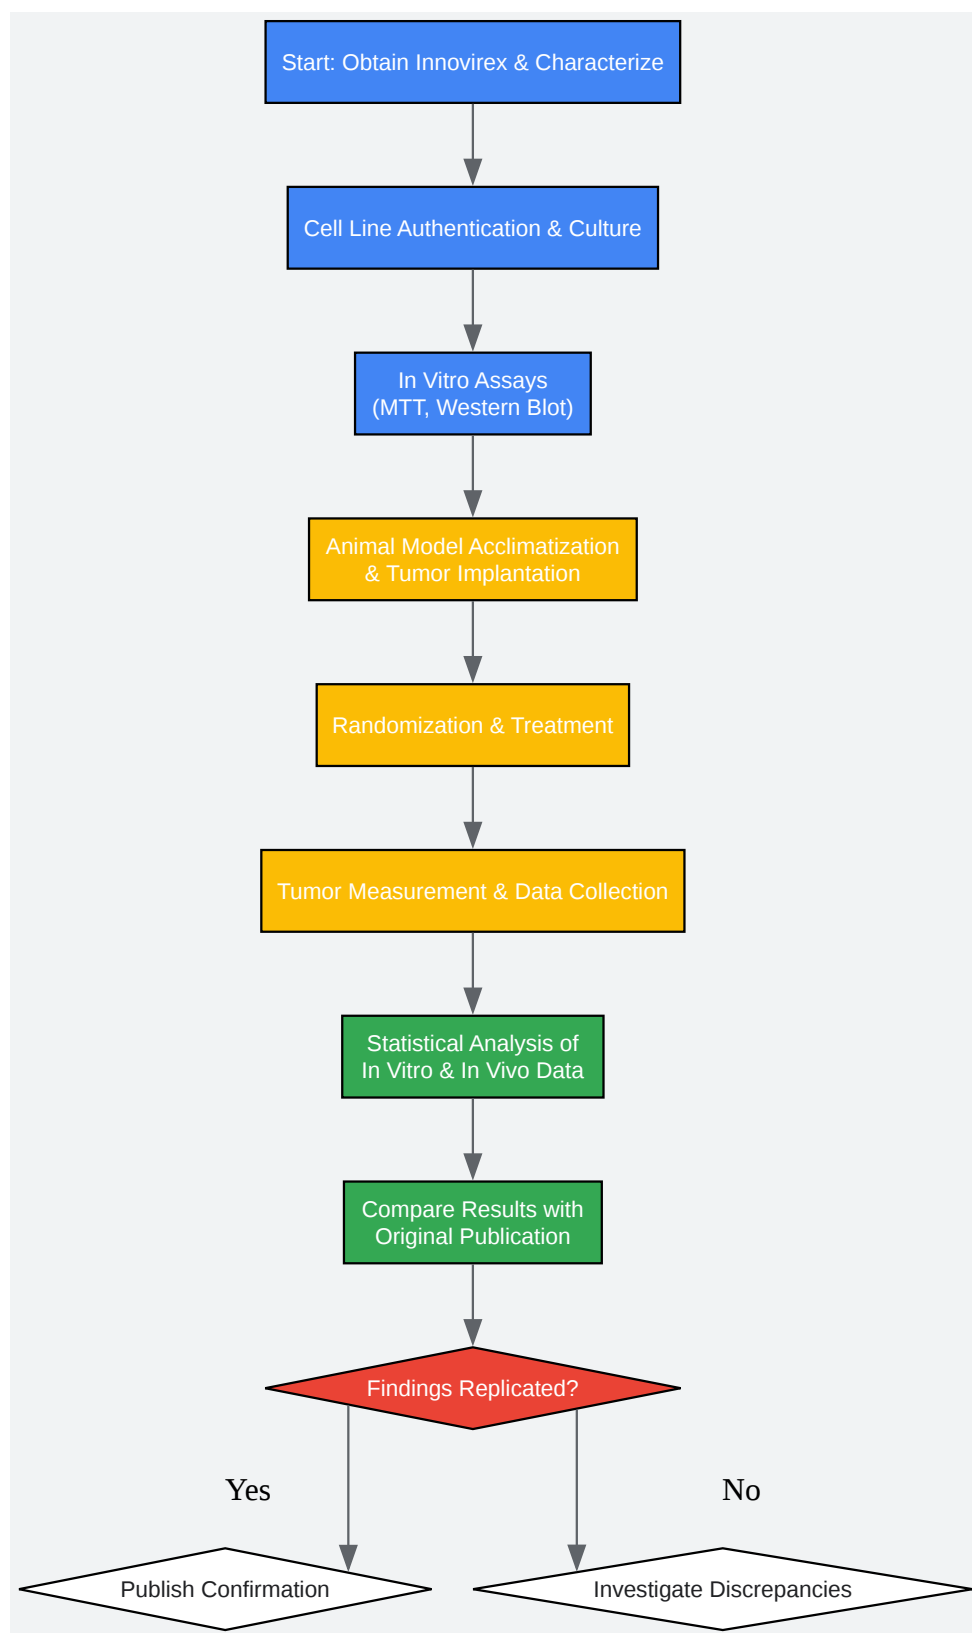 Start: Obtain Innovirex & Characterize
Cell Line Authentication & Culture
In Vitro Assays
(MTT, Western Blot)
Animal Model Acclimatization
& Tumor Implantation
Randomization & Treatment
Tumor Measurement & Data Collection
Statistical Analysis of
In Vitro & In Vivo Data
Compare Results with
Original Publication
Findings Replicated?
Yes
No
Publish Confirmation
Investigate Discrepancies